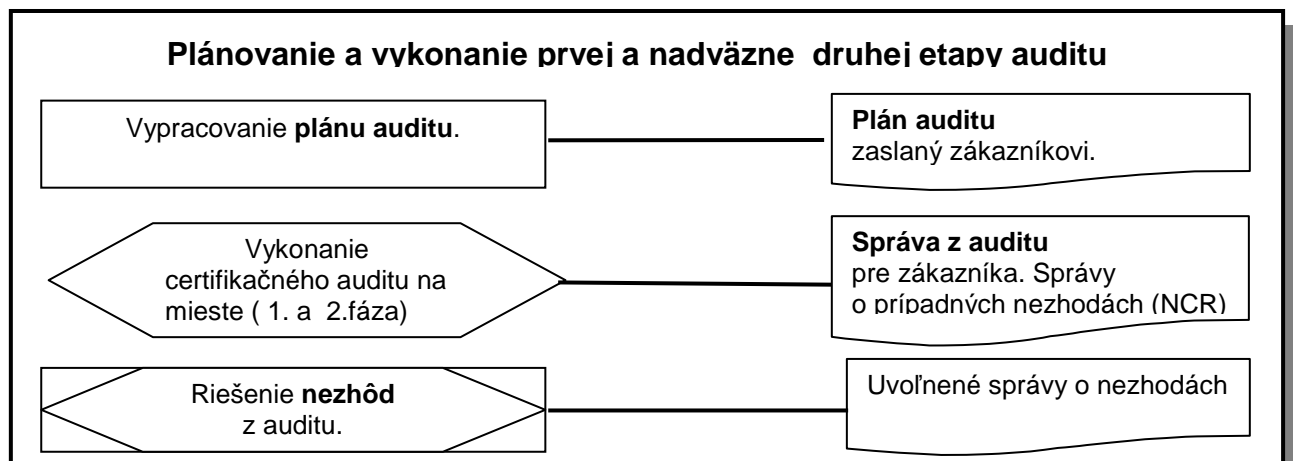 Plánovanie a vykonanie prvej a nadväzne  druhej etapy auditu
Vypracovanie plánu auditu.
Plán auditu
zaslaný zákazníkovi.
Vykonanie
certifikačného auditu na
mieste ( 1. a  2.fáza)
Správa z auditu
pre zákazníka. Správy
o prípadných nezhodách (NCR)
Riešenie nezhôd
z auditu.
Uvoľnené správy o nezhodách